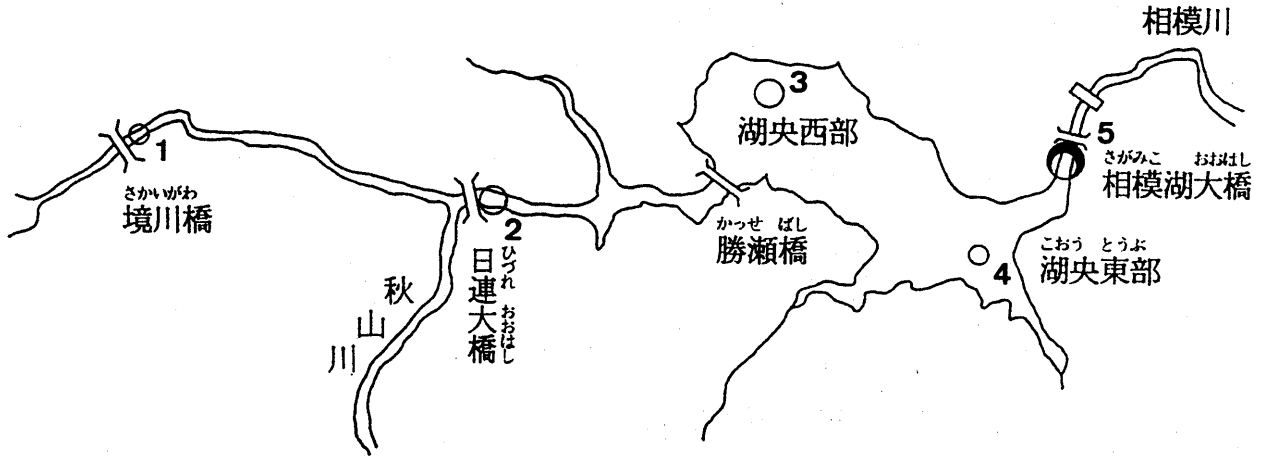 相模川
3
湖央西部
5
さがみこ おおはし
相模湖大橋
1
さかいがわ
境川橋
2
日連大橋
ひづれ おおはし
かっせ ばし
勝瀬橋
4
こおう とうぶ
湖央東部
秋山川